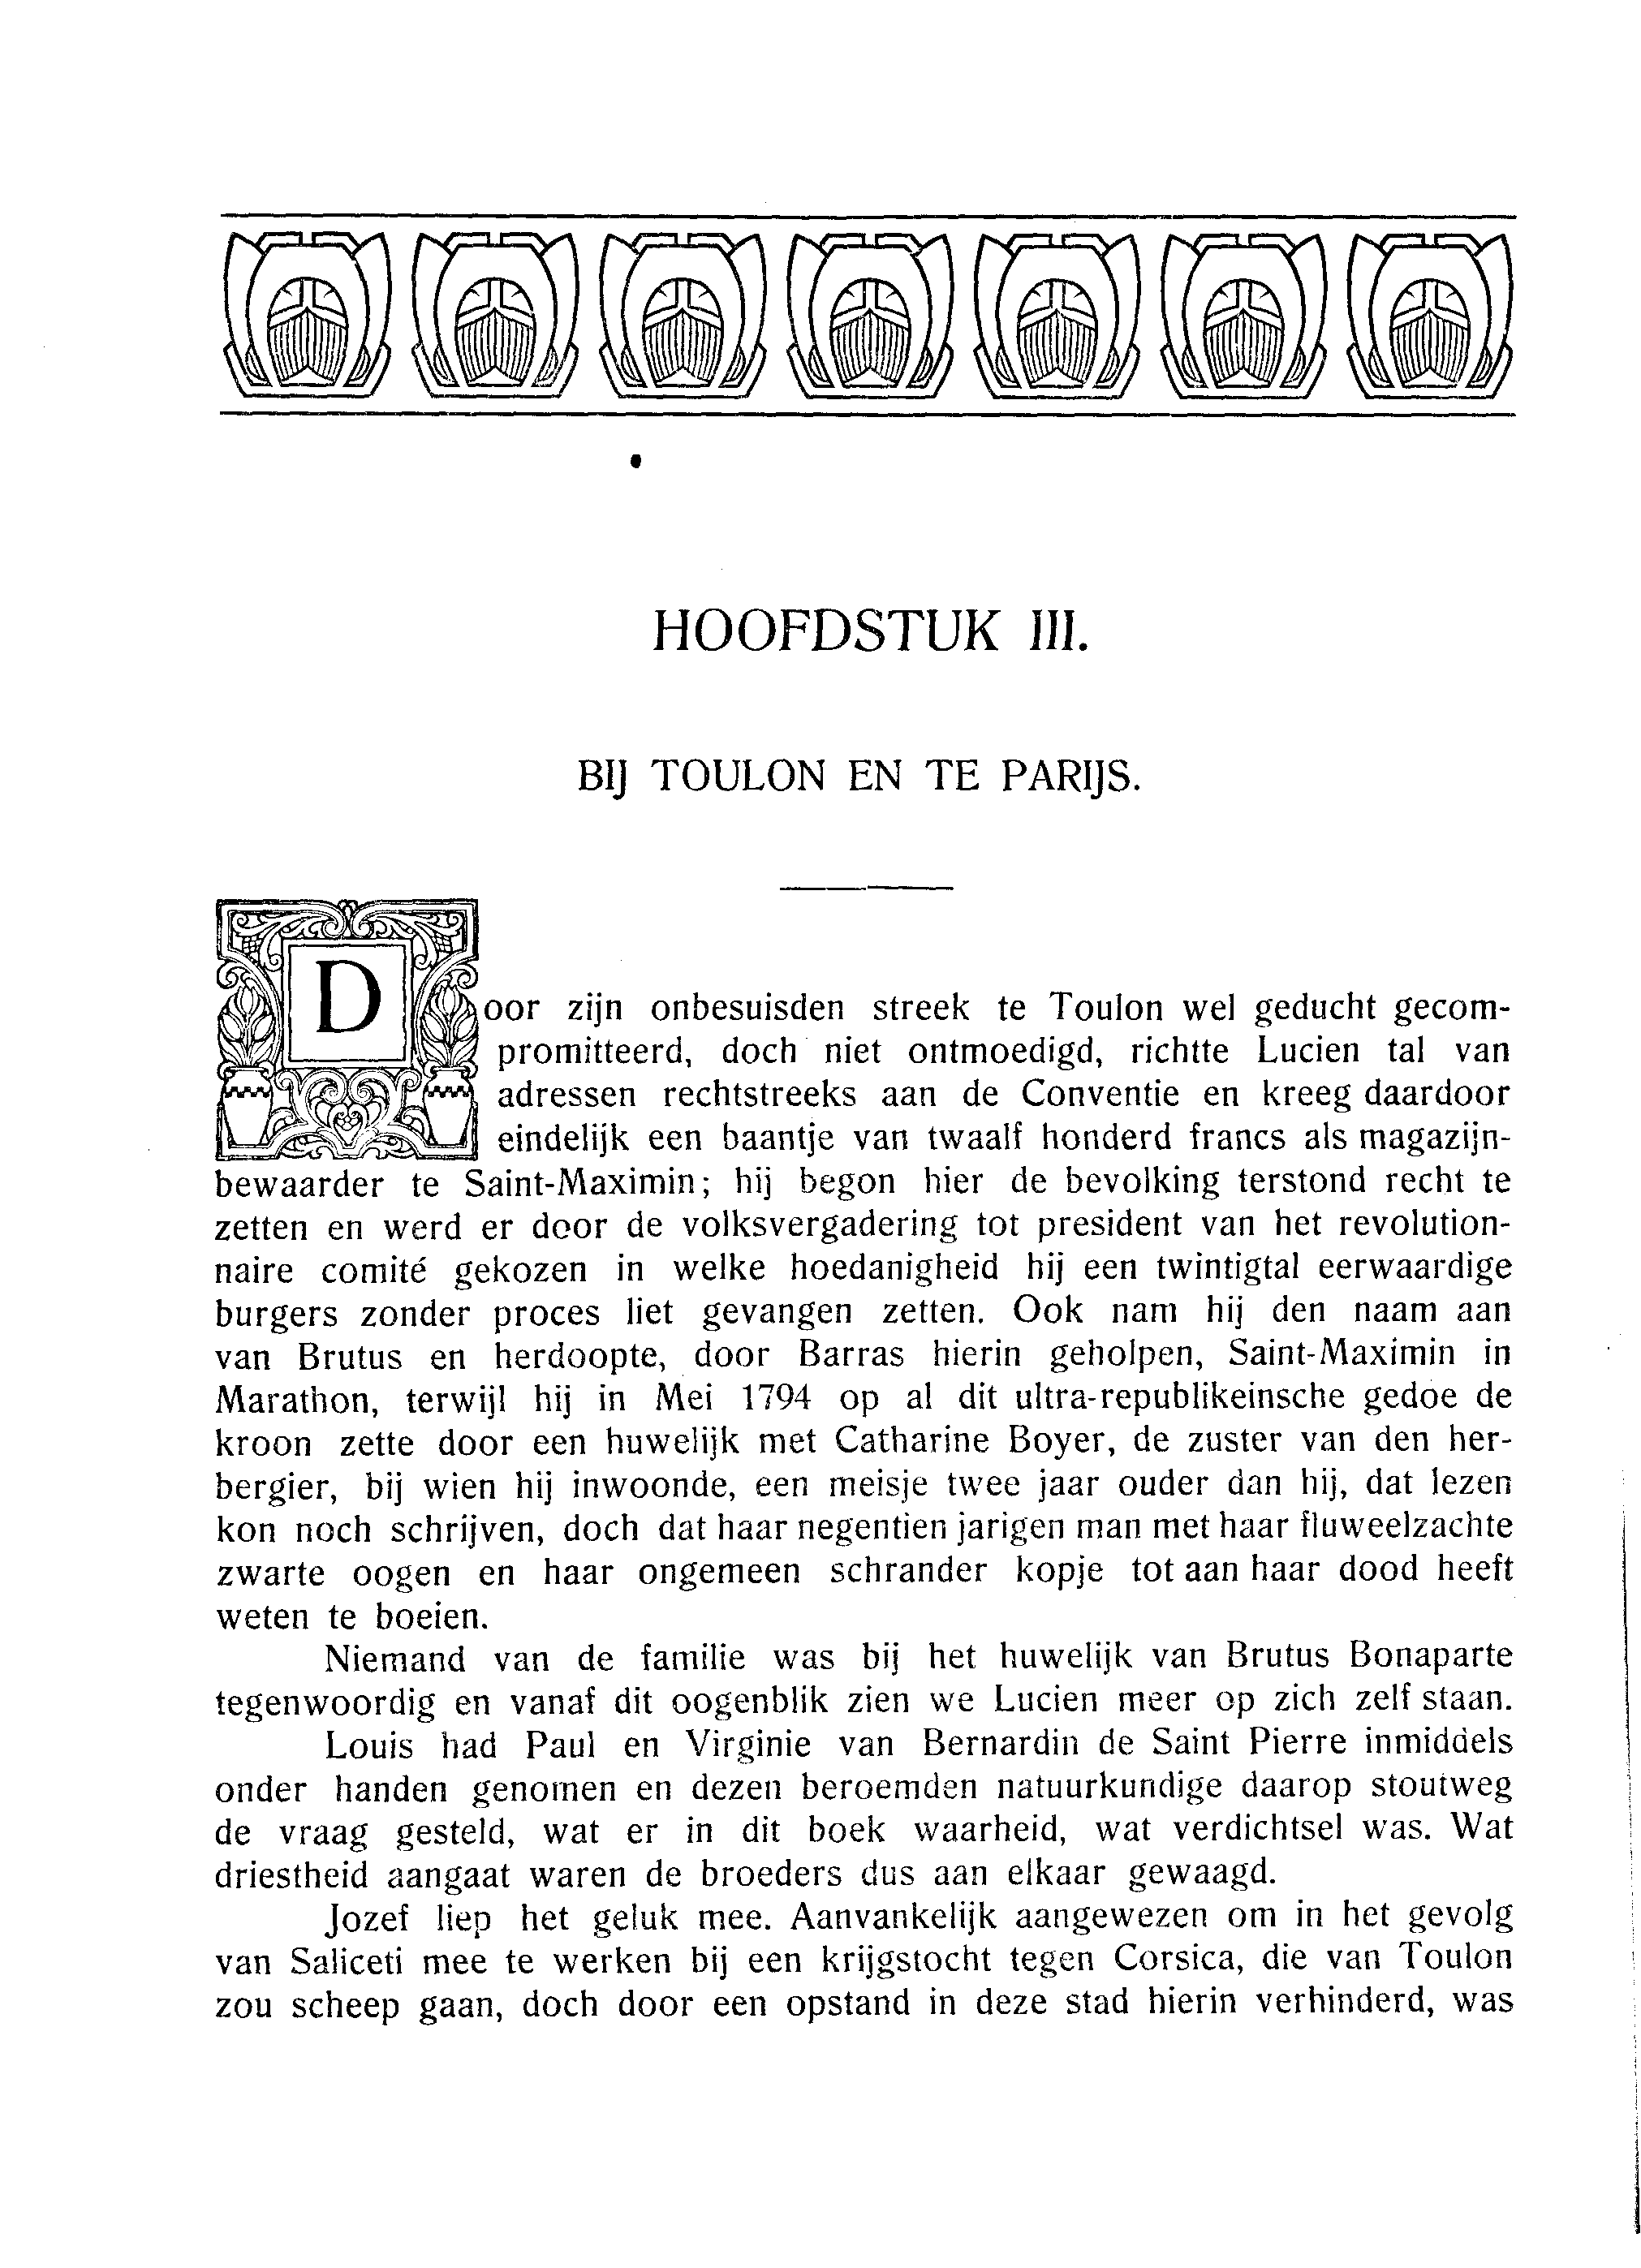 HOOFDSTUK III.
BIJ TOULON EN TE PARIJS.
Door zijn onbesuisden streek te Toulon wel geducht gecom-
promitteerd, doch niet ontmoedigd, richtte Lucien tal van
adressen rechtstreeks aan de Conventie en kreeg daardoor
eindelijk een baantje van twaalf honderd francs als magazijn-
bewaarder te Saint-Maximin; hij begon hier de bevolking terstond recht te
zetten en werd er door de volksvergadering tot president van het revolution-
naire comité gekozen in welke hoedanigheid hij een twintigtal eerwaardige
burgers zonder proces liet gevangen zetten. Ook nam hij den naam aan
van Brutus en herdoopte, door Barras hierin geholpen, Saint-Maximin in
Marathon, terwijl hij in Mei 1794 op al dit ultra-republikeinsche gedoe de
kroon zette door een huwelijk met Catharine Boyer, de zuster van den her-
bergier, bij wien hij inwoonde, een meisje twee jaar ouder dan hij, dat lezen
kon noch schrijven, doch dat haar negentien jarigen man met haar fluweelzachte
zwarte oogen en haar ongemeen schrander kopje tot aan haar dood heeft
weten te boeien.
Niemand van de familie was bij het huwelijk van Brutus Bonaparte
tegenwoordig en vanaf dit oogenblik zien we Lucien meer op zich zelf staan.
Louis had Paul en Virginie van Bernardin de Saint Pierre inmiddels
onder handen genomen en dezen beroemden natuurkundige daarop stoutweg
de vraag gesteld, wat er in dit boek waarheid, wat verdichtsel was. Wat
driestheid aangaat waren de broeders dus aan elkaar gewaagd.
Jozef liep het geluk mee. Aanvankelijk aangewezen om in het gevolg
van Saliceti mee te werken bij een krijgstocht tegen Corsica, die van Toulon
zou scheep gaan, doch door een opstand in deze stad hierin verhinderd, was